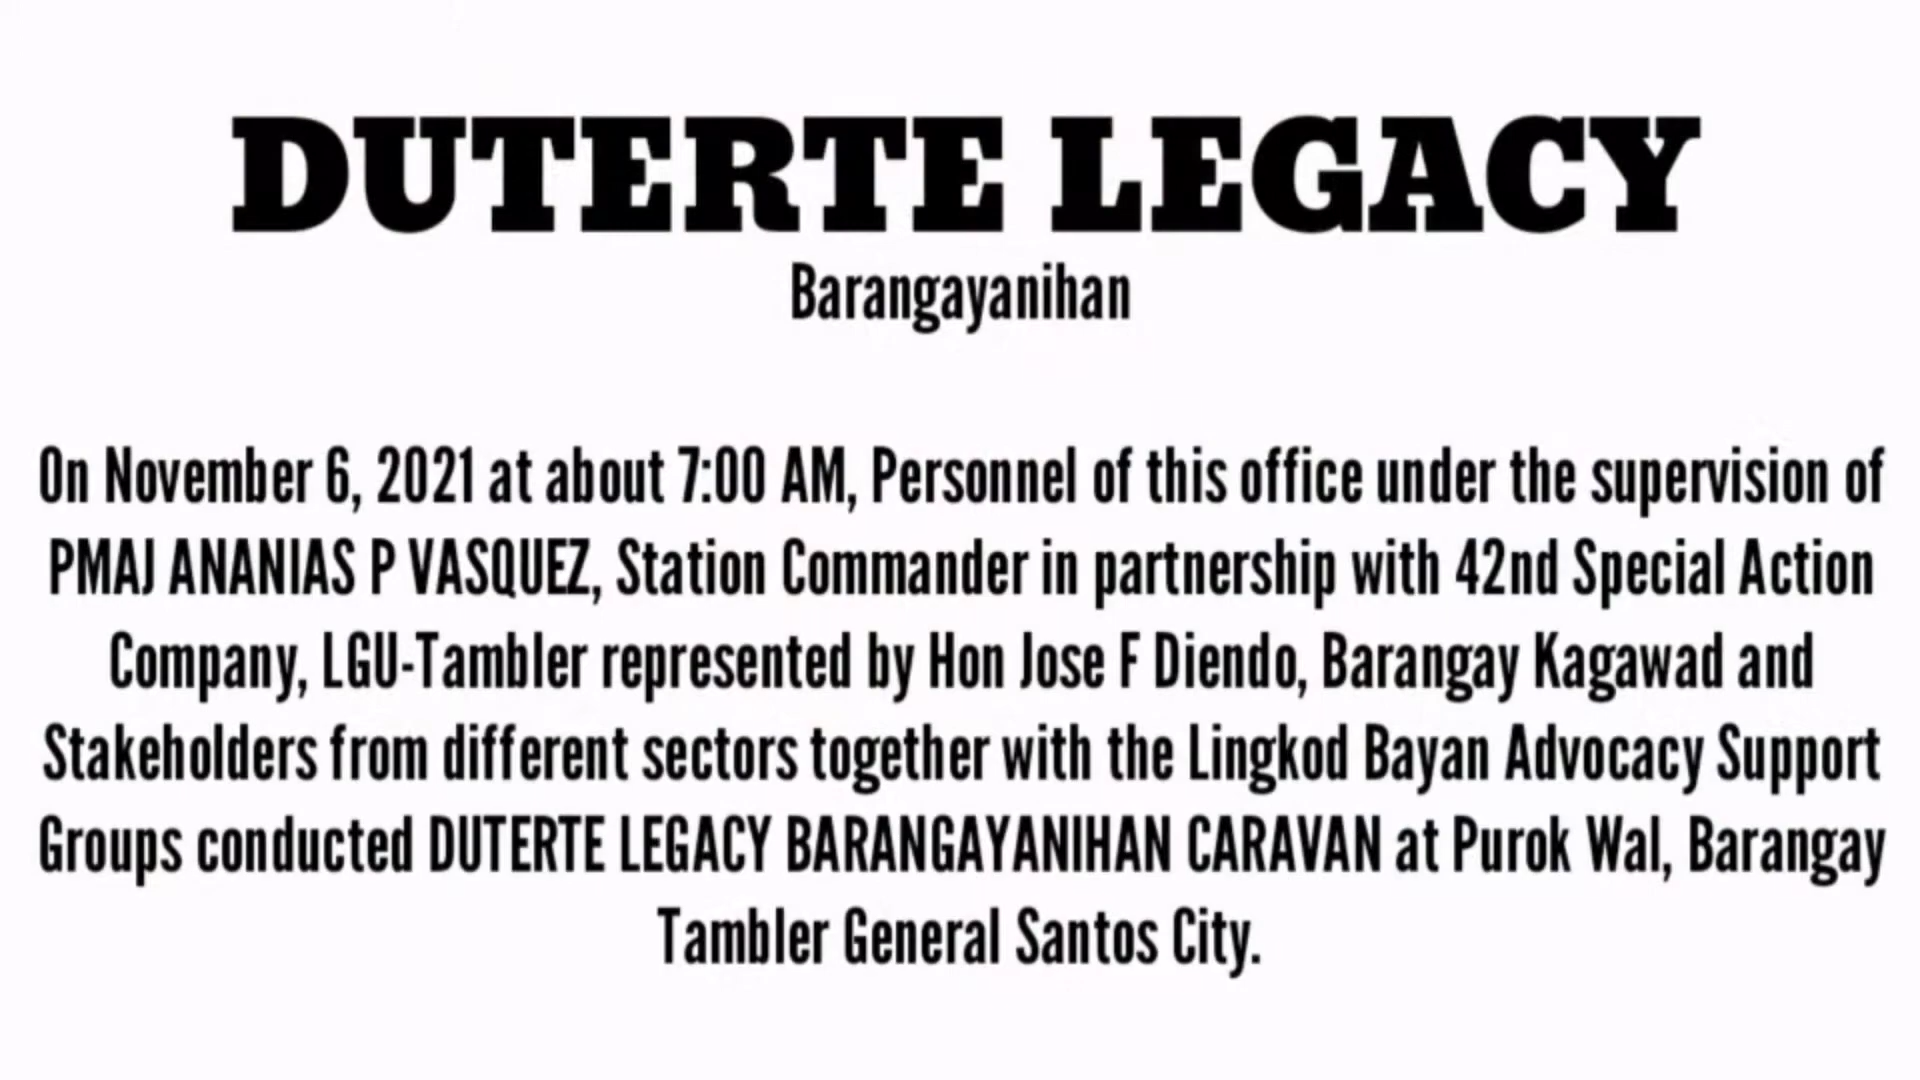 DUTERTE LEGACY
Barangayanihan
On November 6, 2021 at about 7:00 AM, Personnel of this office under the supervision of
PMAJ ANANIAS P VASQUEZ, Station Commander in partnership with 42nd Special Action
Company, LGU-Tambler represented by Hon Jose F Diendo, Barangay Kagawad and
Stakeholders from different sectors together with the Lingkod Bayan Advocacy Support
Groups conducted DUTERTE LEGACY BARANGAYANIHAN CARAVAN at Purok Wal, Barangay
Tambler General Santos City.